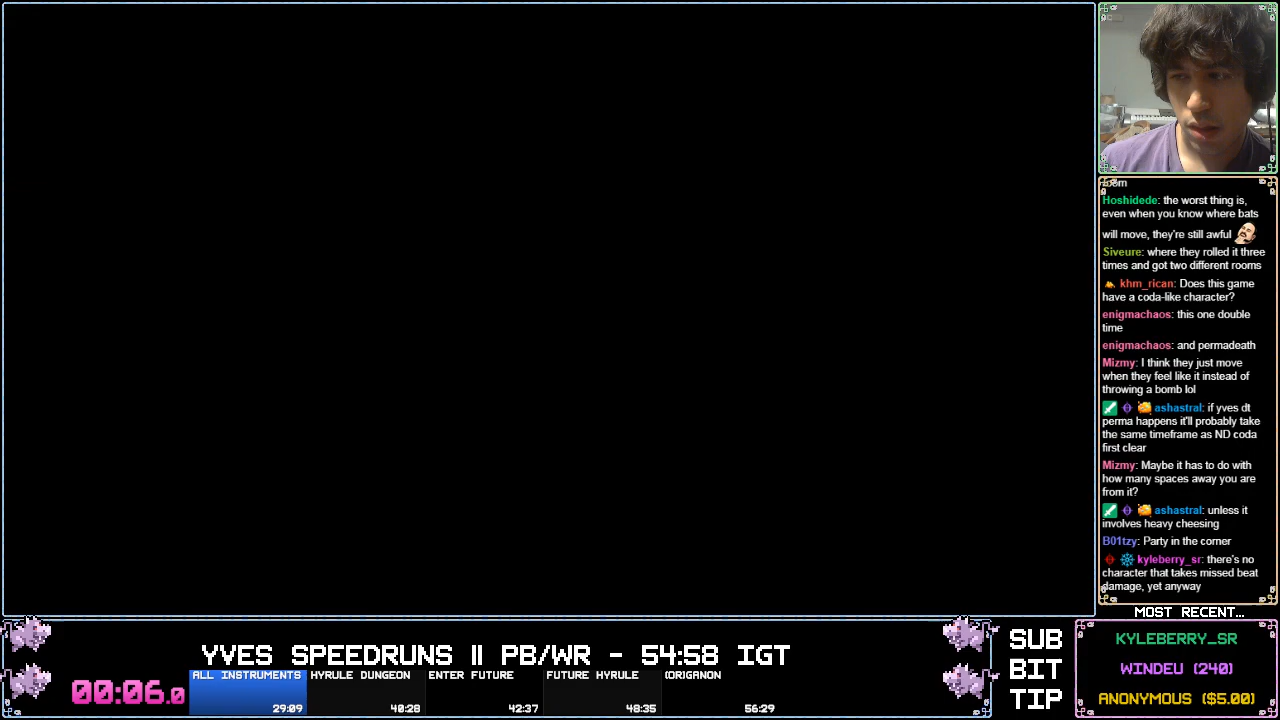 Hoshidede: the worst thing is,
even when you know where bats
will move, they're still awful
Siveure: where they rolled it three
times and got two different rooms
khm_rican: Does this game
have a coda-like character?
enigmachaos: this one double
time
enigmachaos: and permadeath
Mizmy: I think they just move
when they feel like it instead of
throwing a bomb lol
ashastral: if yves dt
perma happens it'll probably take
the same timeframe as ND coda
first clear
Mizmy: Maybe it has to do with
how many spaces away you are
from it?
ashastral: unless it
involves heavy cheesing
B01tzy: Party in the corner
kyleberry_sr: there's no
character that takes missed beat
damage, yet anyway
MOST RECENT...
SUB KYLEBERRY_SR
BIT WINDEU (240)
TIP ANONYMOUS ($5.00)
YVES SPEEDRUNS || PB/WR - 54:58 IGT
00:06.0
ALL INSTRUMENTS 29:09
HYRULE DUNGEON 40:28
ENTER FUTURE 42:37
FUTURE HYRULE 48:35
(OR)GANON 56:29